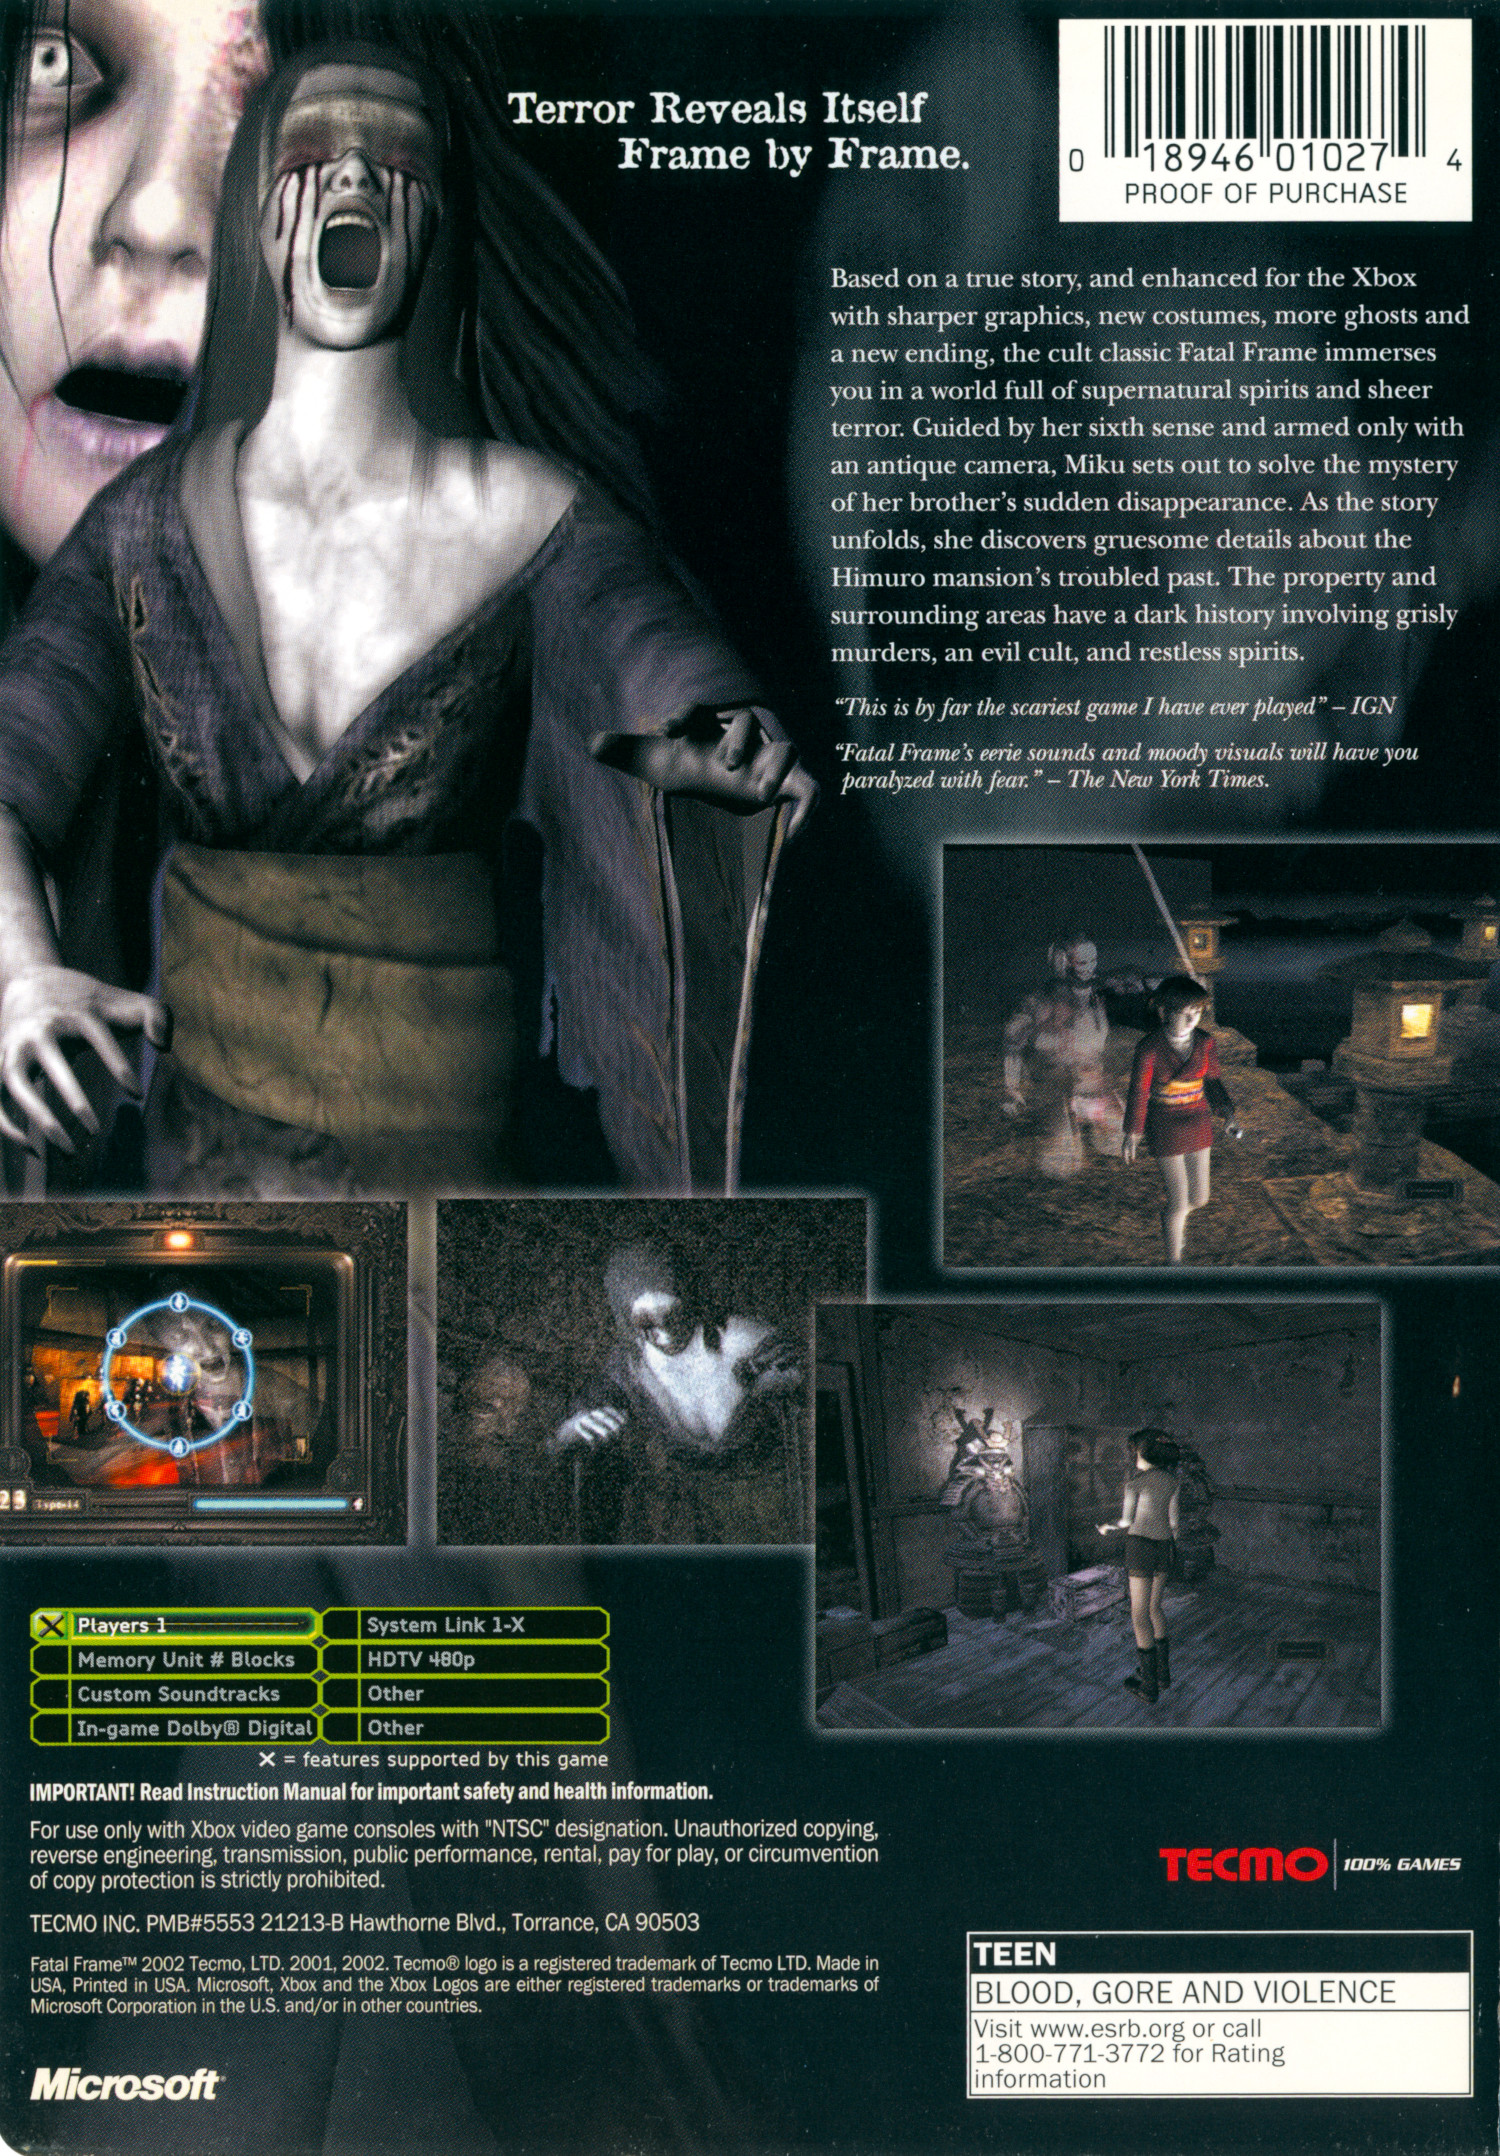 Terror Reveals Itself
Frame by Frame.
0 18946 01027 4
PROOF OF PURCHASE
Based on a true story, and enhanced for the Xbox
with sharper graphics, new costumes, more ghosts and
a new ending, the cult classic Fatal Frame immerses
you in a world full of supernatural spirits and sheer
terror. Guided by her sixth sense and armed only with
an antique camera, Miku sets out to solve the mystery
of her brother's sudden disappearance. As the story
unfolds, she discovers gruesome details about the
Himuro mansion's troubled past. The property and
surrounding areas have a dark history involving grisly
murders, an evil cult, and restless spirits.
"This is by far the scariest game I have ever played" – IGN
"Fatal Frame's eerie sounds and moody visuals will have you
paralyzed with fear." – The New York Times.
23 Type-14
Players 1
System Link 1-X
Memory Unit # Blocks
HDTV 480p
Custom Soundtracks
Other
In-game Dolby® Digital
Other
X = features supported by this game
IMPORTANT! Read Instruction Manual for important safety and health information.
For use only with Xbox video game consoles with "NTSC" designation. Unauthorized copying,
reverse engineering, transmission, public performance, rental, pay for play, or circumvention
of copy protection is strictly prohibited.
TECMO INC. PMB#5553 21213-B Hawthorne Blvd., Torrance, CA 90503
Fatal Frame™ 2002 Tecmo, LTD. 2001, 2002. Tecmo® logo is a registered trademark of Tecmo LTD. Made in
USA, Printed in USA. Microsoft, Xbox and the Xbox Logos are either registered trademarks or trademarks of
Microsoft Corporation in the U.S. and/or in other countries.
Microsoft
TECMO 100% GAMES
TEEN
BLOOD, GORE AND VIOLENCE
Visit www.esrb.org or call
1-800-771-3772 for Rating
information